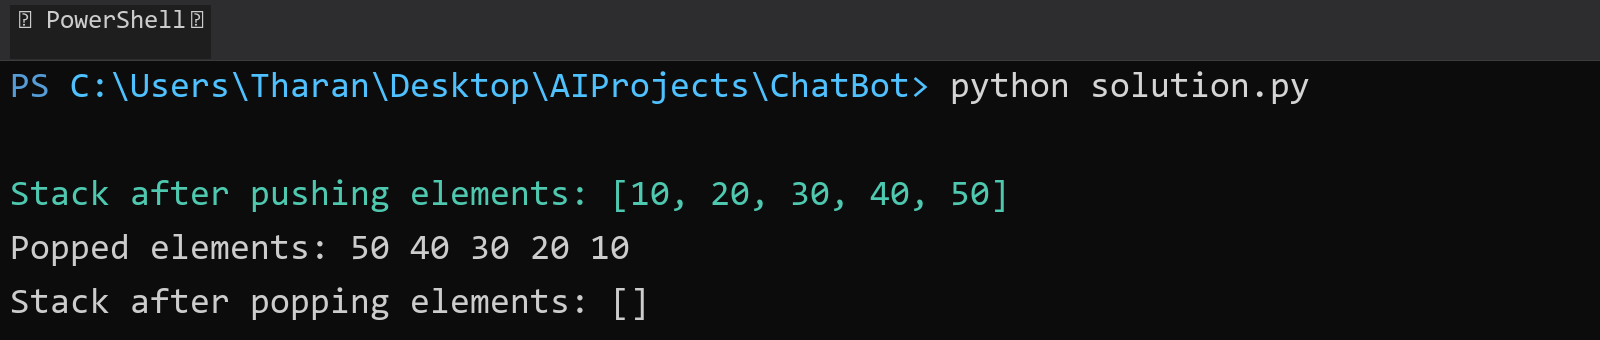 PowerShell
PS C:\Users\Tharan\Desktop\AIProjects\ChatBot> python solution.py
Stack after pushing elements: [10, 20, 30, 40, 50]
Popped elements: 50 40 30 20 10
Stack after popping elements: []